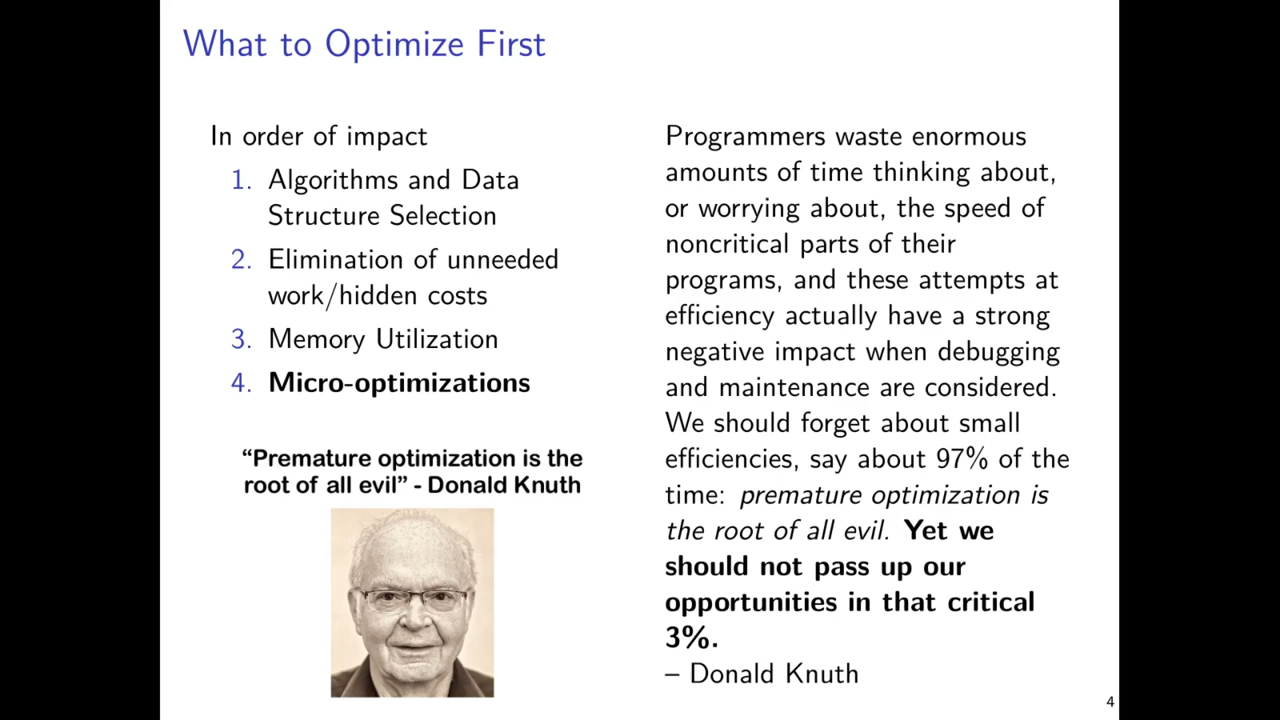 What to Optimize First
In order of impact
1. Algorithms and Data
Structure Selection
2. Elimination of unneeded
work/hidden costs
3. Memory Utilization
4. Micro-optimizations
“Premature optimization is the
root of all evil” - Donald Knuth
Programmers waste enormous
amounts of time thinking about,
or worrying about, the speed of
noncritical parts of their
programs, and these attempts at
efficiency actually have a strong
negative impact when debugging
and maintenance are considered.
We should forget about small
efficiencies, say about 97% of the
time: premature optimization is
the root of all evil. Yet we
should not pass up our
opportunities in that critical
3%.
– Donald Knuth
4